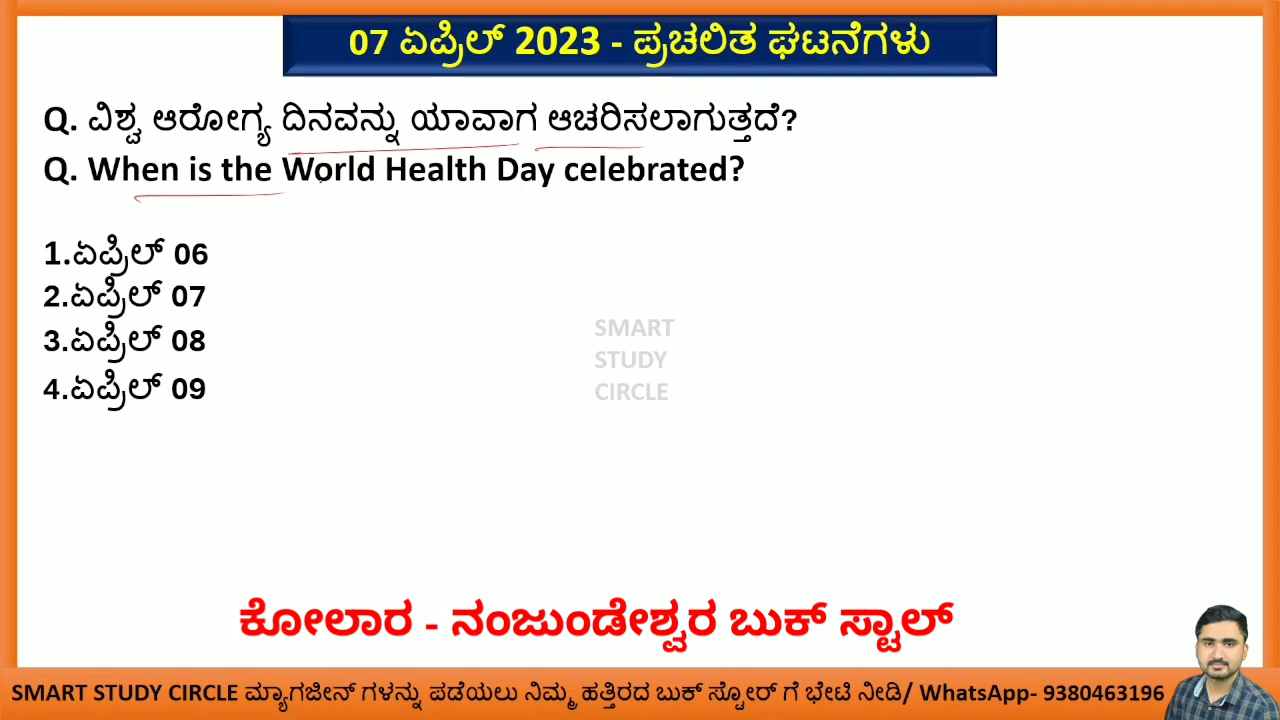 07 ಏಪ್ರಿಲ್ 2023 - ಪ್ರಚಲಿತ ಘಟನೆಗಳು
Q. ವಿಶ್ವ ಆರೋಗ್ಯ ದಿನವನ್ನು ಯಾವಾಗ ಆಚರಿಸಲಾಗುತ್ತದೆ?
Q. When is the World Health Day celebrated?
1.ಏಪ್ರಿಲ್ 06
2.ಏಪ್ರಿಲ್ 07
3.ಏಪ್ರಿಲ್ 08
4.ಏಪ್ರಿಲ್ 09
SMART
STUDY
CIRCLE
ಕೋಲಾರ - ನಂಜುಂಡೇಶ್ವರ ಬುಕ್ ಸ್ಟಾಲ್
SMART STUDY CIRCLE ಮ್ಯಾಗಜೀನ್ ಗಳನ್ನು ಪಡೆಯಲು ನಿಮ್ಮ ಹತ್ತಿರದ ಬುಕ್ ಸ್ಟೋರ್ ಗೆ ಭೇಟಿ ನೀಡಿ/ WhatsApp- 9380463196